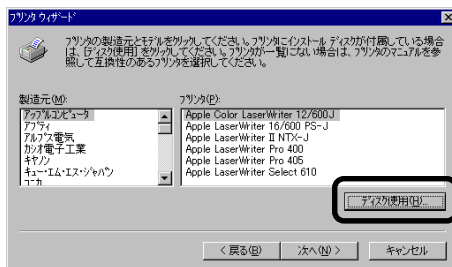 プリンタ ウィザード
プリンタの製造元とモデルをクリックしてください。プリンタにインストール ディスクが付属している場合
は、[ディスク使用] をクリックしてください。プリンタが一覧にない場合は、プリンタのマニュアルを参
照して互換性のあるプリンタを選択してください。
製造元(M):
アップルコンピュータ
アプティ
アルプス電気
カシオ電子工業
キヤノン
キュー・エム・エス・ジャパン
コニカ
プリンタ(P):
Apple Color LaserWriter 12/600J
Apple LaserWriter 16/600 PS-J
Apple LaserWriter II NTX-J
Apple LaserWriter Pro 400
Apple LaserWriter Pro 405
Apple LaserWriter Select 610
ディスク使用(H)...
< 戻る(B)
次へ(N) >
キャンセル